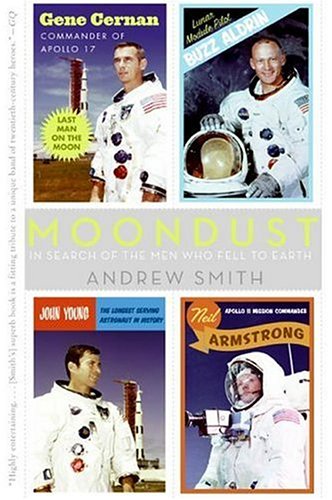 Gene Cernan
COMMANDER OF
APOLLO 17
LAST
MAN ON
THE MOON
Lunar
Module Pilot
BUZZ ALDRIN
MOONDUST
IN SEARCH OF THE MEN WHO FELL TO EARTH
ANDREW SMITH
JOHN YOUNG
THE LONGEST SERVING
ASTRONAUT IN HISTORY
APOLLO 11 MISSION COMMANDER
Neil
ARMSTRONG
"Highly entertaining. . . . [Smith's] superb book is a fitting tribute to a unique band of twentieth-century heroes." —GQ